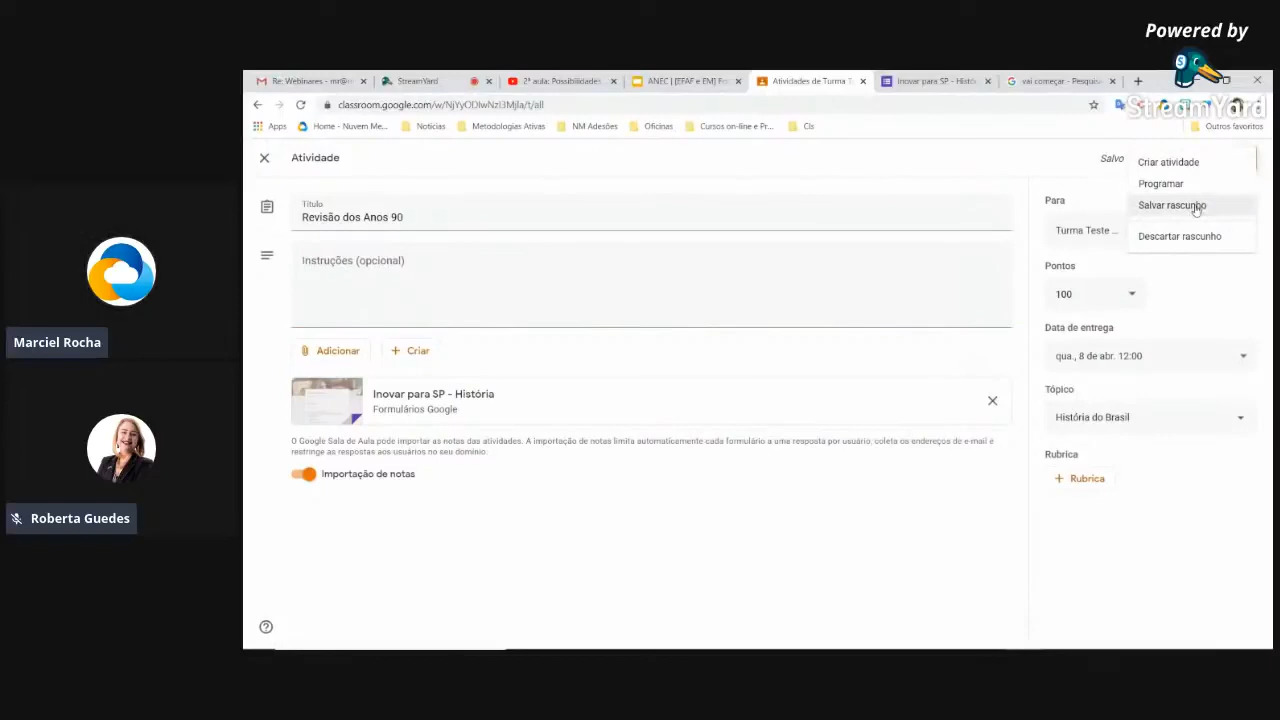 Powered by
StreamYard
Re: Webinares - mr@re
StreamYard
2ª aula: Possibilidades
ANEC | [EFAF e EM] Fr
Atividades de Turma T
Inovar para SP - Histó
vai começar - Pesquis
classroom.google.com/w/NjYyODIwNzI3Mjla/t/all
Apps
Home - Nuvem Me...
Notícias
Metodologias Ativas
NM Adesões
Oficinas
Cursos on-line e Pr...
Cls
Outros favoritos
Atividade
Salvo
Criar atividade
Programar
Salvar rascunho
Descartar rascunho
Título
Revisão dos Anos 90
Instruções (opcional)
Adicionar
Criar
Inovar para SP - História
Formulários Google
O Google Sala de Aula pode importar as notas das atividades. A importação de notas limita automaticamente cada formulário a uma resposta por usuário, coleta os endereços de e-mail e
restringe as respostas aos usuários no seu domínio.
Importação de notas
Para
Turma Teste ...
Pontos
100
Data de entrega
qua., 8 de abr. 12:00
Tópico
História do Brasil
Rubrica
Rubrica
Marciel Rocha
Roberta Guedes